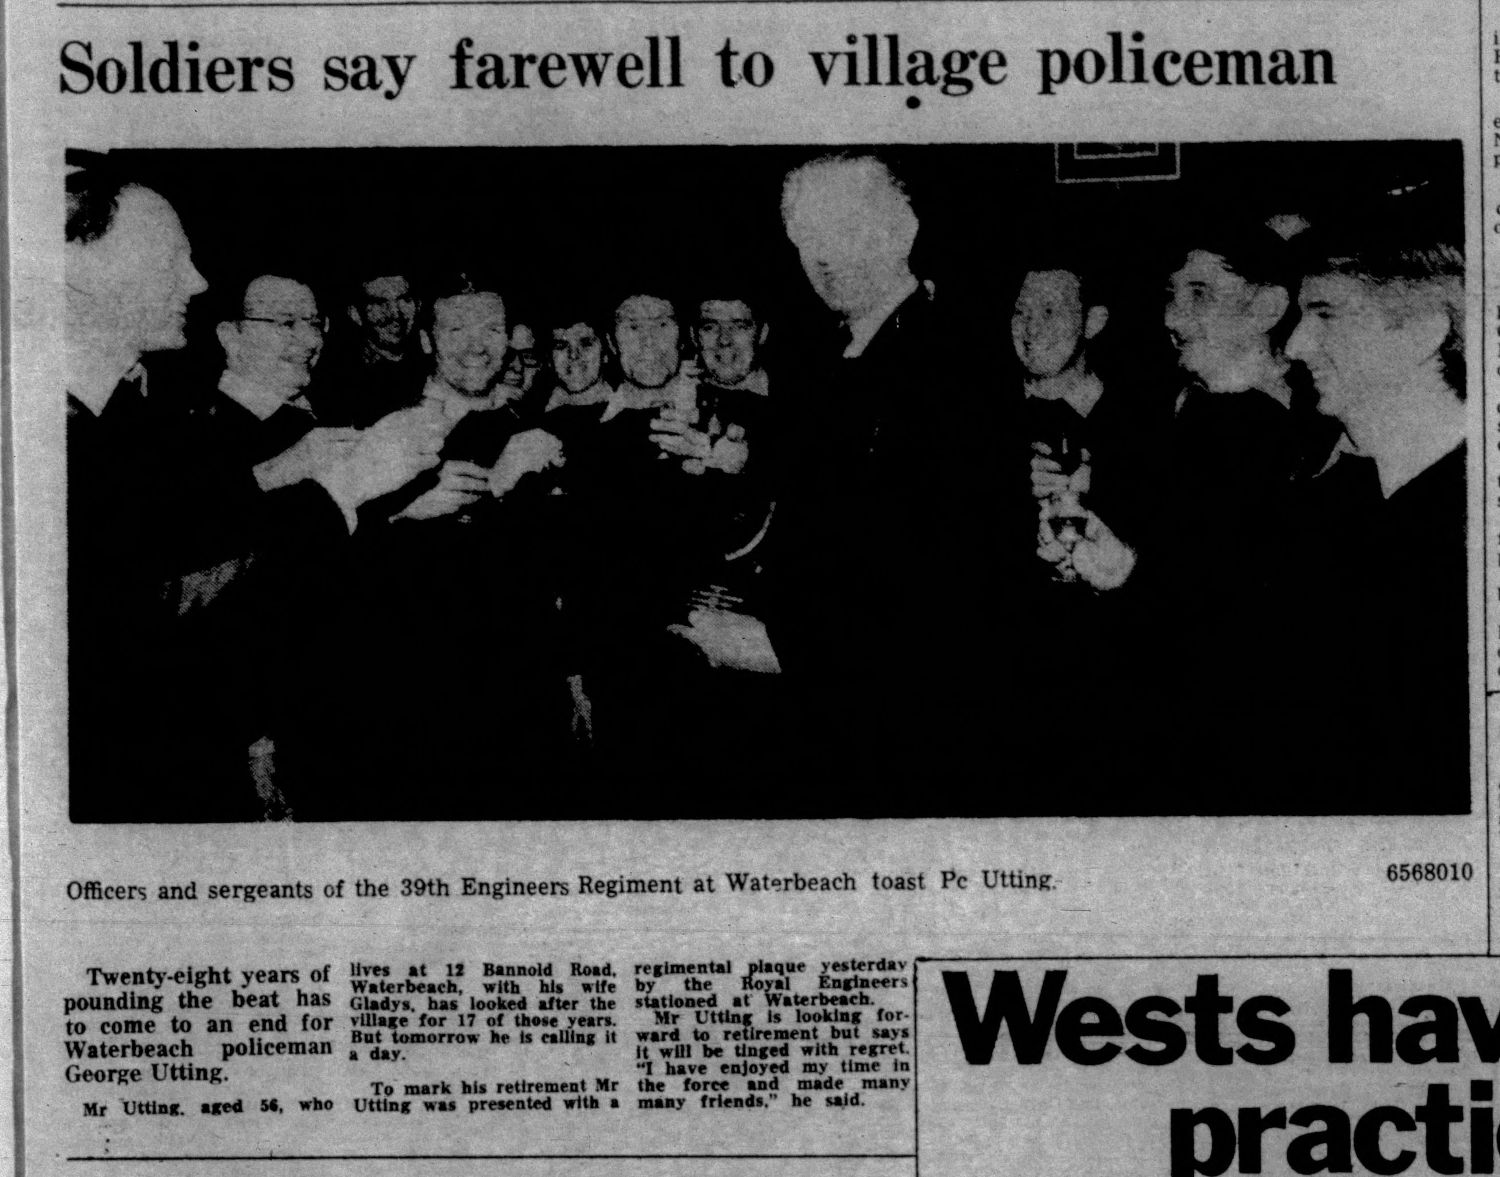 Soldiers say farewell to village policeman
Officers and sergeants of the 39th Engineers Regiment at Waterbeach toast Pc Utting.
6568010
Twenty-eight years of
pounding the beat has
to come to an end for
Waterbeach policeman
George Utting.
Mr Utting, aged 56, who
lives at 12 Bannold Road,
Waterbeach, with his wife
Gladys, has looked after the
village for 17 of those years.
But tomorrow he is calling it
a day.
To mark his retirement Mr
Utting was presented with a
regimental plaque yesterday
by the Royal Engineers
stationed at Waterbeach.
Mr Utting is looking for-
ward to retirement but says
it will be tinged with regret.
"I have enjoyed my time in
the force and made many
many friends," he said.
Wests hav
practi